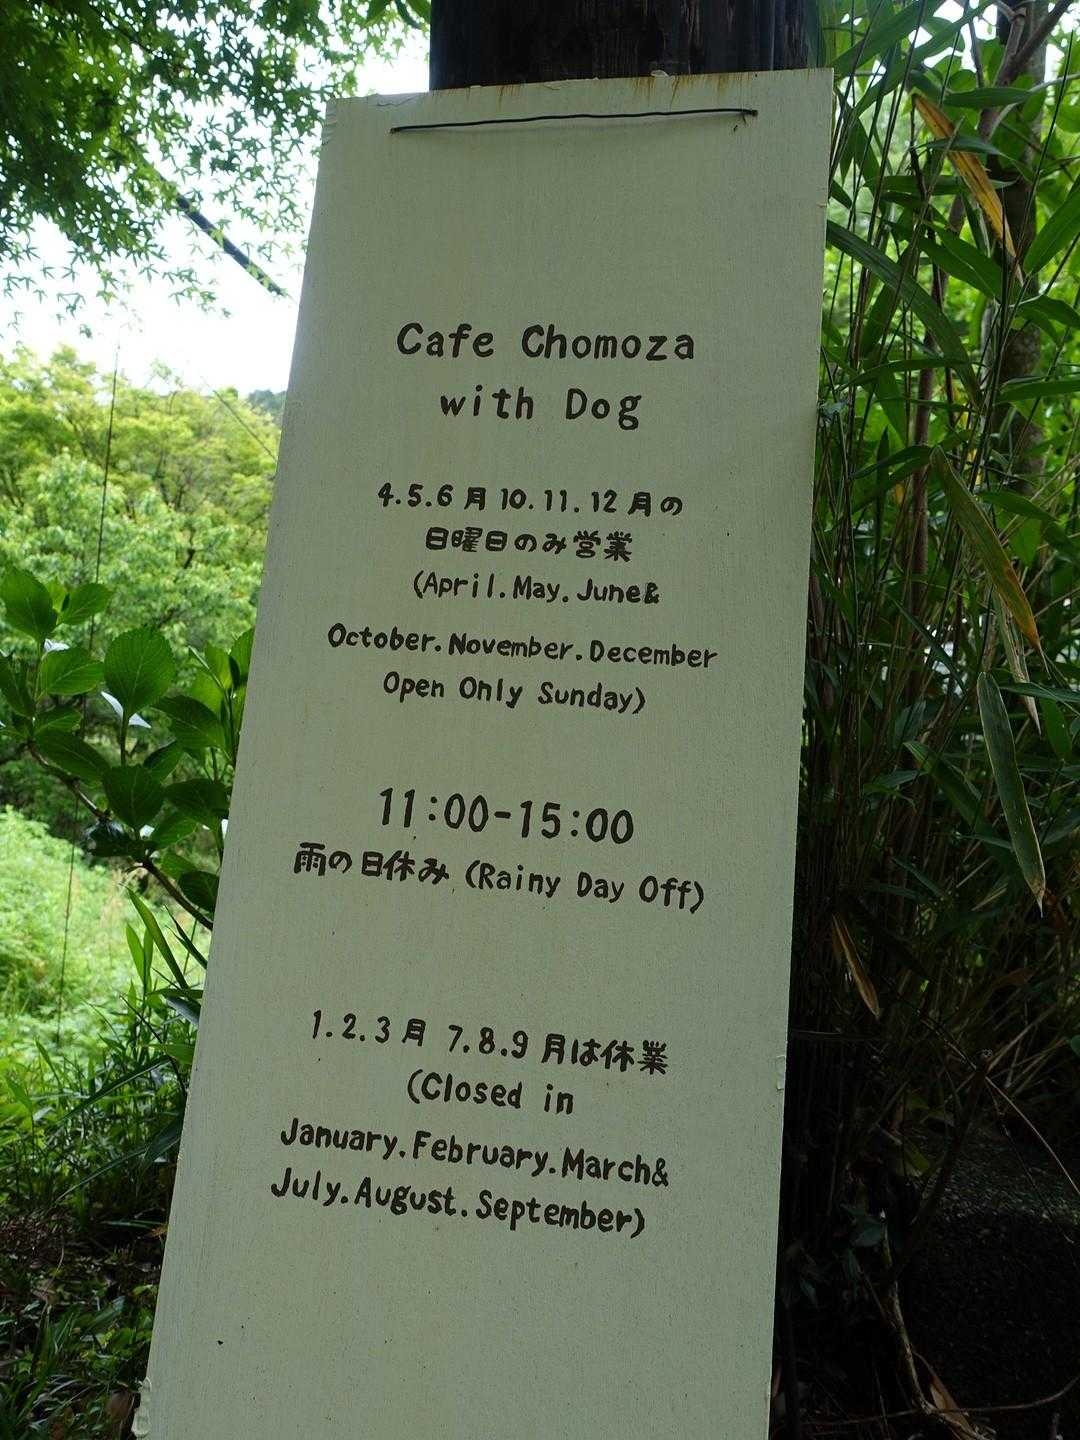 Cafe Chomoza
with Dog
4.5.6月10.11.12月の
日曜日のみ営業
(April.May.June&
October.November.December
Open Only Sunday)
11:00-15:00
雨の日休み(Rainy Day Off)
1.2.3月 7.8.9月は休業
(Closed in
January.February.March&
July.August.September)